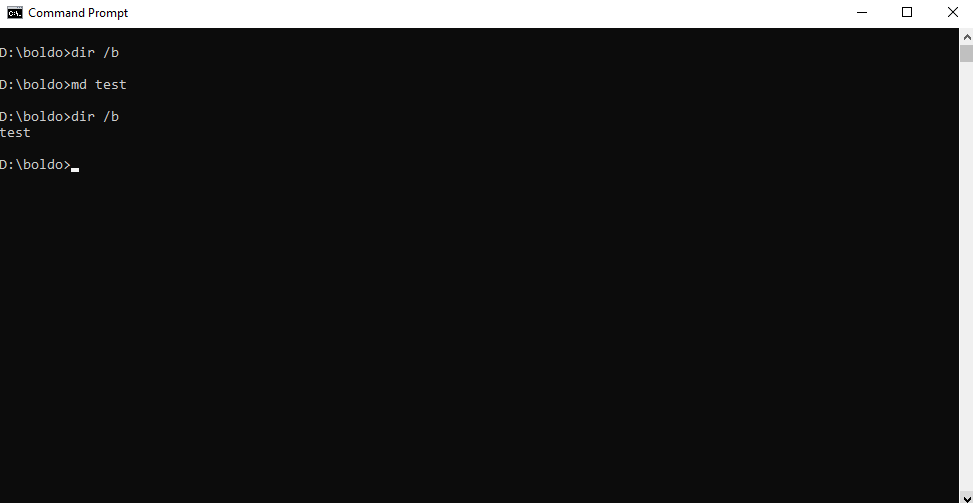 Command Prompt
D:\boldo>dir /b
D:\boldo>md test
D:\boldo>dir /b
test
D:\boldo>